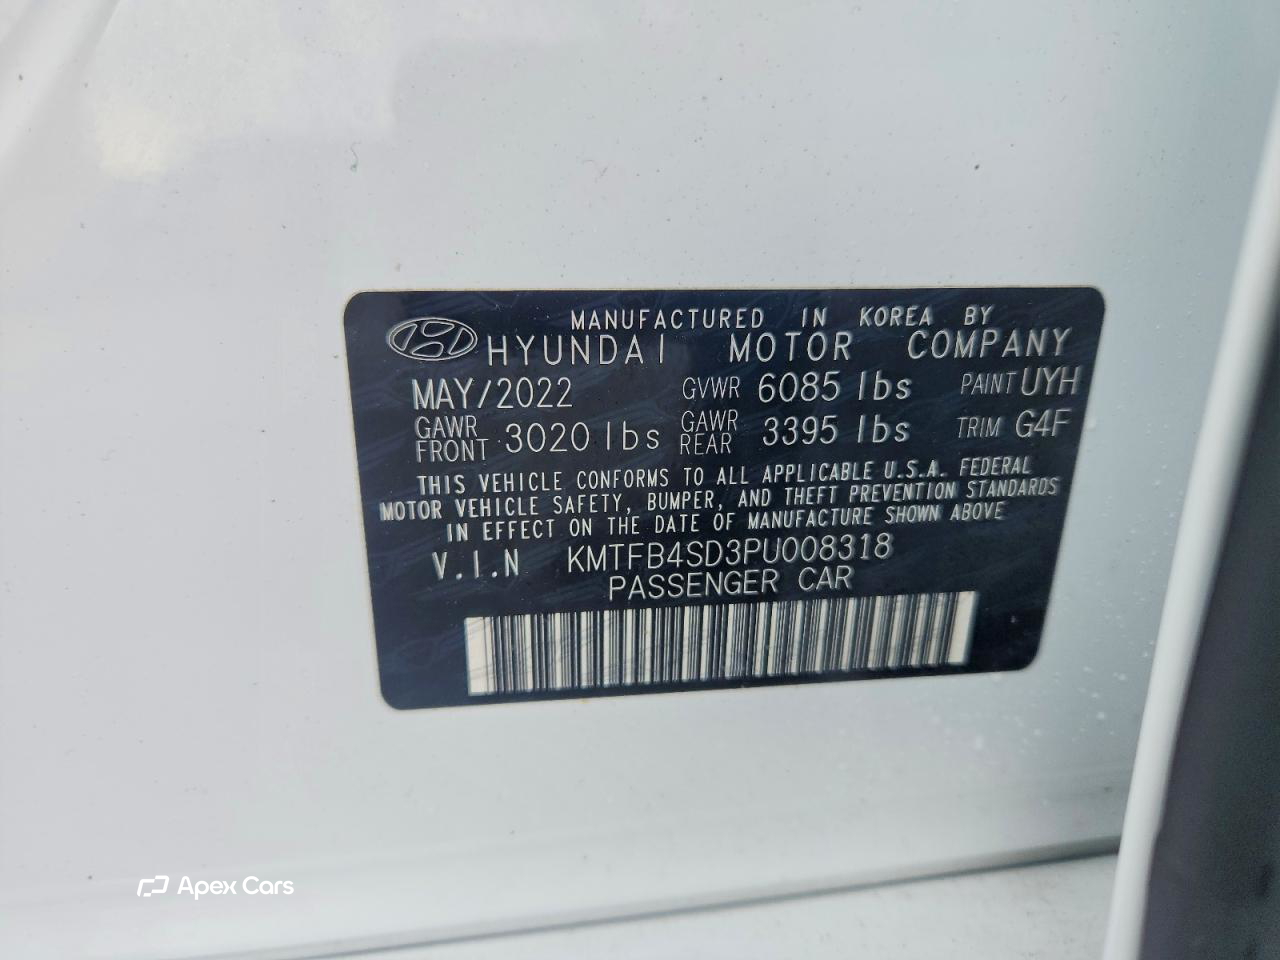 MANUFACTURED IN KOREA BY
HYUNDAI MOTOR COMPANY
MAY/2022 GVWR 6085 lbs PAINT UYH
GAWR FRONT 3020 lbs GAWR REAR 3395 lbs TRIM G4F
THIS VEHICLE CONFORMS TO ALL APPLICABLE U.S.A. FEDERAL
MOTOR VEHICLE SAFETY, BUMPER, AND THEFT PREVENTION STANDARDS
IN EFFECT ON THE DATE OF MANUFACTURE SHOWN ABOVE
V.I.N KMTFB4SD3PU008318
PASSENGER CAR
Apex Cars